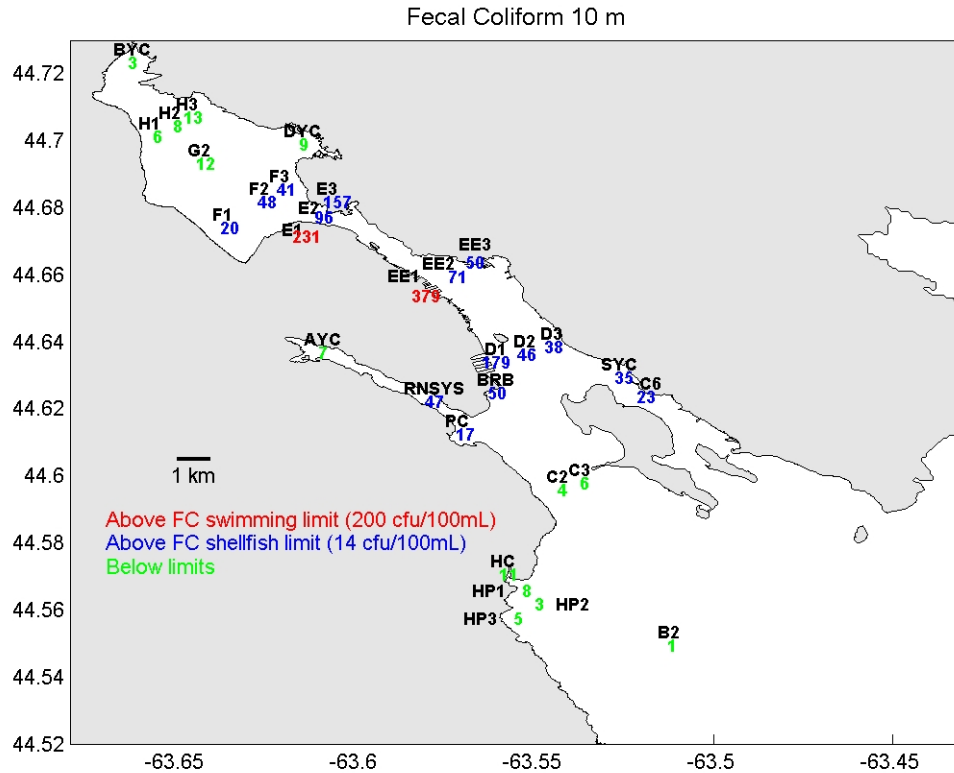 Fecal Coliform 10 m
44.72
44.7
44.68
44.66
44.64
44.62
44.6
44.58
44.56
44.54
44.52
BYC
3
H3
13
H2
8
H1
6
DYC
9
G2
12
F3
41
F2
48
E3
157
E2
96
F1
20
E1
231
EE3
50
EE2
71
EE1
379
AYC
7
D3
38
D2
46
D1
179
SYC
35
BRB
50
C6
23
RNSYS
47
PC
17
C3
6
C2
4
1 km
Above FC swimming limit (200 cfu/100mL)
Above FC shellfish limit (14 cfu/100mL)
Below limits
HC
11
HP1
8
HP2
3
HP3
5
B2
1
-63.65
-63.6
-63.55
-63.5
-63.45